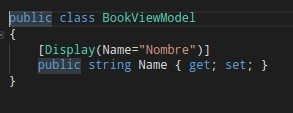 public class BookViewModel
{
[Display(Name="Nombre")]
public string Name { get; set; }
}